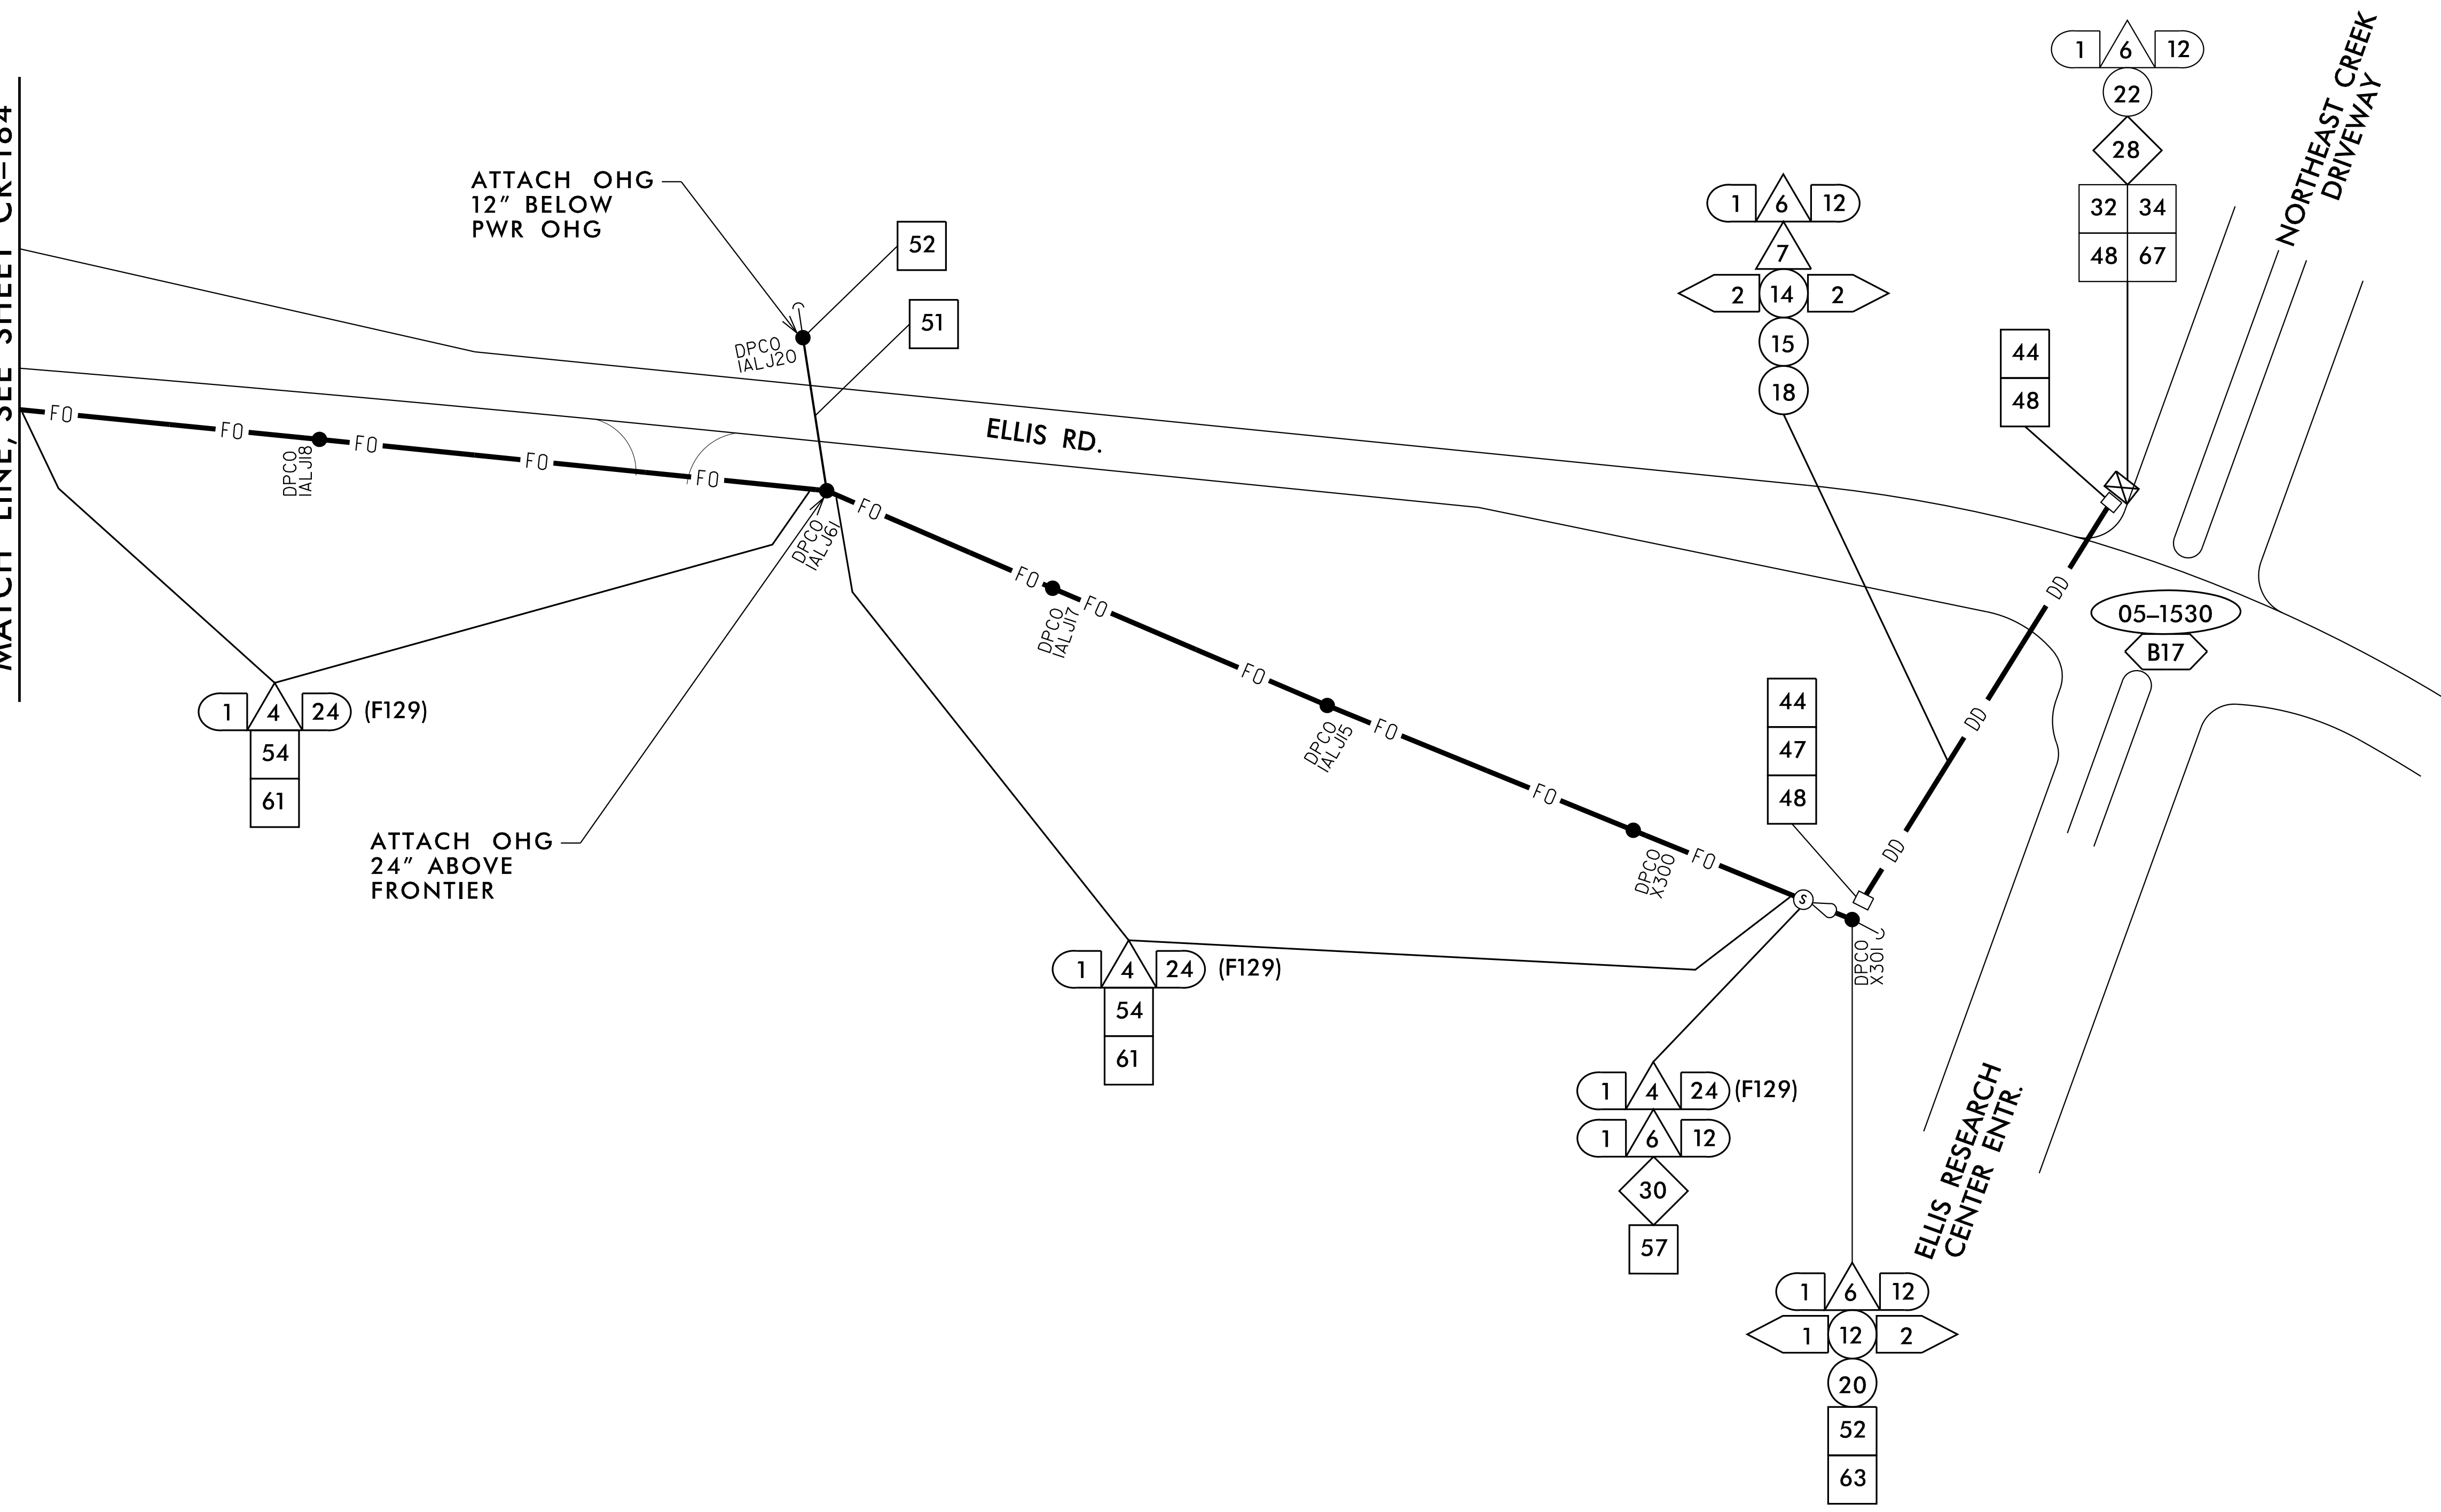 MATCH LINE, SEE SHEET CR–184
1 6 12
22
28
32 34
48 67
NORTHEAST CREEK
DRIVEWAY
ATTACH OHG
12" BELOW
PWR OHG
52
51
1 6 12
7
2 14 2
15
18
44
48
DPCO
IALJ20
ELLIS RD.
FO
FO
DPCO
IALJ18
FO
FO
FO
DPCO
IALJ61
FO
FO
DPCO
IALJ17
FO
FO
DPCO
IALJ15
FO
FO
DPCO
X300
FO
S
DPCO
X301
DD
DD
DD
05–1530
B17
1 4 24 (F129)
54
61
ATTACH OHG
24" ABOVE
FRONTIER
44
47
48
1 4 24 (F129)
54
61
1 4 24 (F129)
1 6 12
30
57
ELLIS RESEARCH
CENTER ENTR.
1 6 12
1 12 2
20
52
63